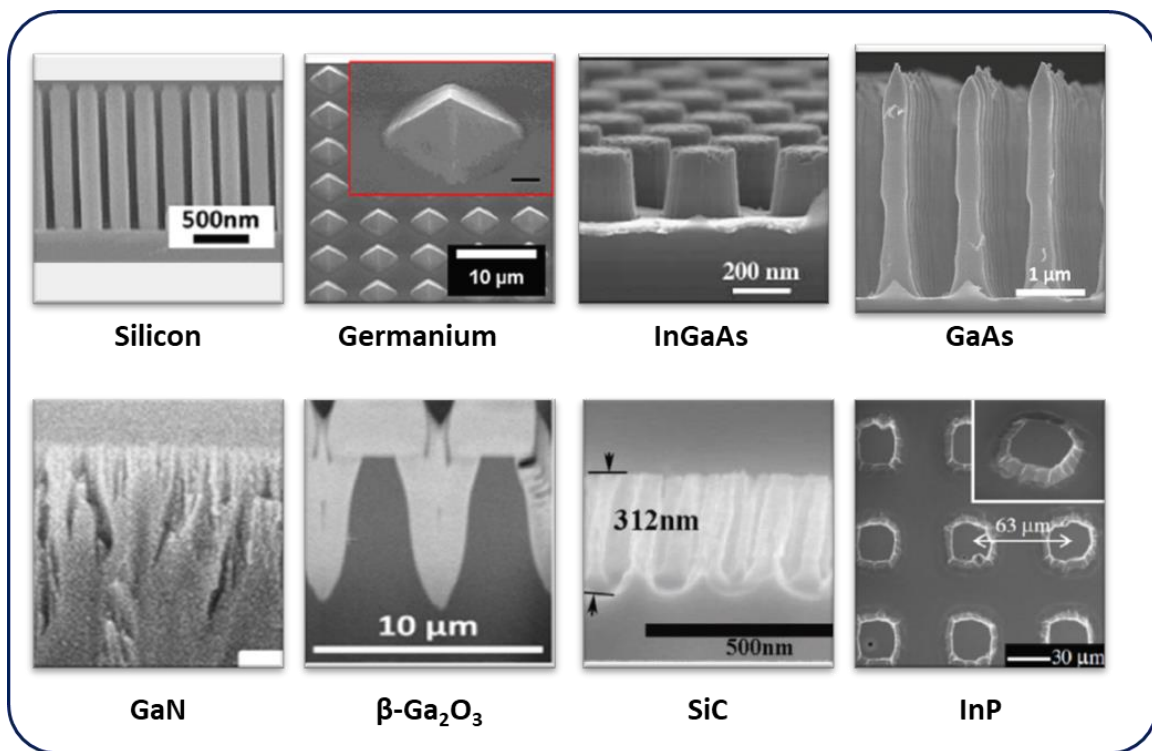 500nm
10 µm
200 nm
1 µm
Silicon
Germanium
InGaAs
GaAs
312nm
10 µm
500nm
63 µm
30 µm
GaN
β-Ga₂O₃
SiC
InP